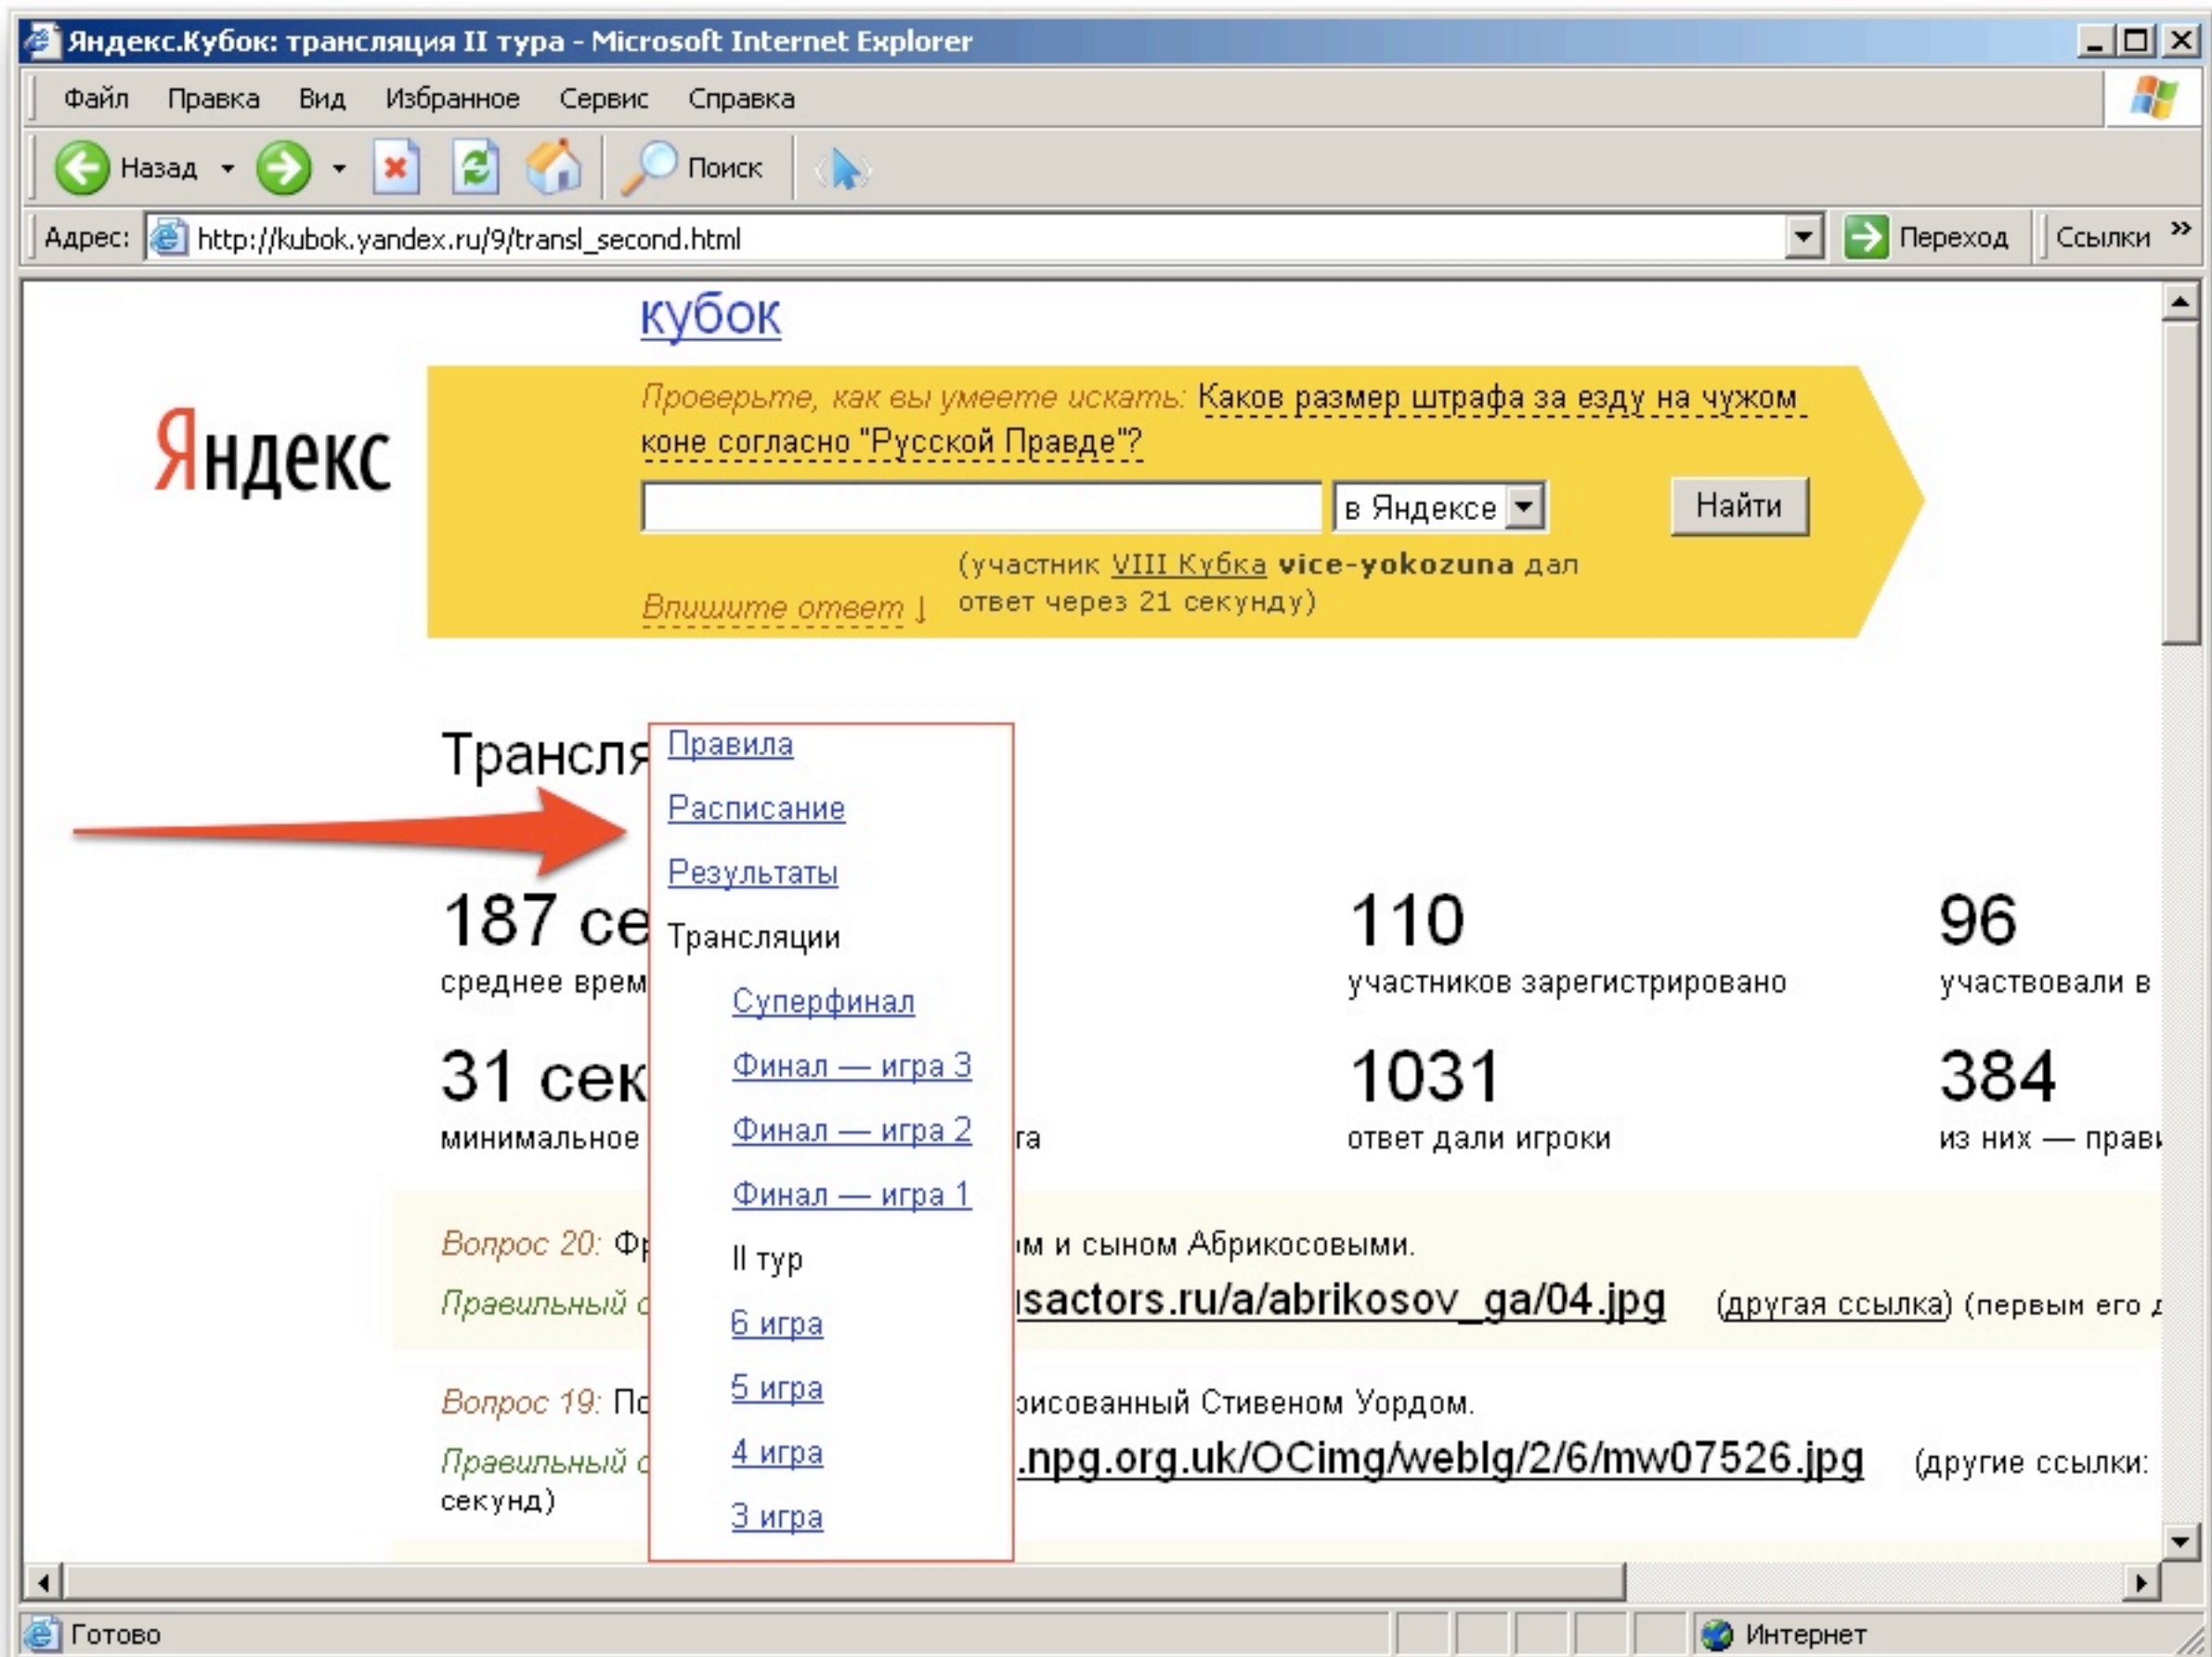 Яндекс.Кубок: трансляция II тура - Microsoft Internet Explorer
Файл Правка Вид Избранное Сервис Справка
Назад Поиск
Адрес: http://kubok.yandex.ru/9/transl_second.html Переход Ссылки »
кубок
Яндекс
Проверьте, как вы умеете искать: Каков размер штрафа за езду на чужом
коне согласно "Русской Правде"?
в Яндексе Найти
(участник VIII Кубка vice-yokozuna дал
ответ через 21 секунду)
Впишите ответ ↓
Трансля
Правила
Расписание
Результаты
Трансляции
Суперфинал
Финал — игра 3
Финал — игра 2
Финал — игра 1
II тур
6 игра
5 игра
4 игра
3 игра
187 се 110 96
среднее врем участников зарегистрировано участвовали в
31 сек 1031 384
минимальное та ответ дали игроки из них — прав
Вопрос 20: Фр м и сыном Абрикосовыми.
Правильный о sactors.ru/a/abrikosov_ga/04.jpg (другая ссылка) (первым его д
Вопрос 19: По рисованный Стивеном Уордом.
Правильный о .npg.org.uk/OCimg/weblg/2/6/mw07526.jpg (другие ссылки:
секунд)
Готово Интернет